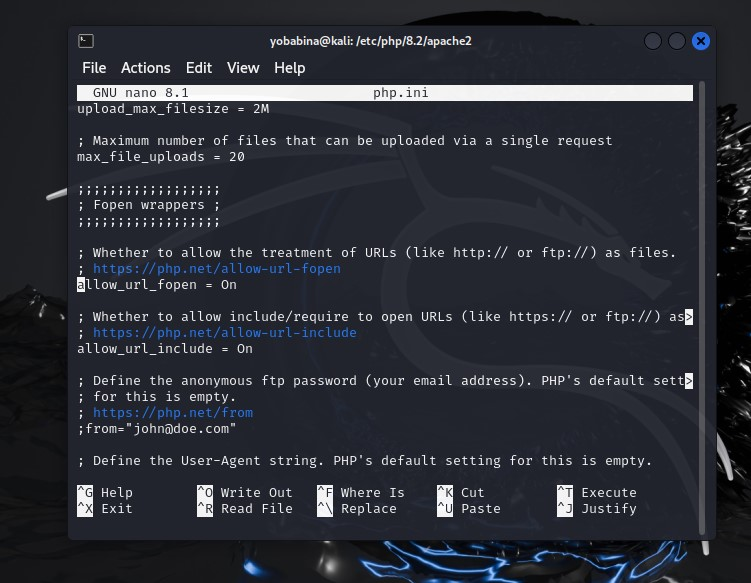 yobabina@kali: /etc/php/8.2/apache2
File Actions Edit View Help
GNU nano 8.1 php.ini
upload_max_filesize = 2M
; Maximum number of files that can be uploaded via a single request
max_file_uploads = 20
;;;;;;;;;;;;;;;;;;
; Fopen wrappers ;
;;;;;;;;;;;;;;;;;;
; Whether to allow the treatment of URLs (like http:// or ftp://) as files.
; https://php.net/allow-url-fopen
allow_url_fopen = On
; Whether to allow include/require to open URLs (like https:// or ftp://) as>
; https://php.net/allow-url-include
allow_url_include = On
; Define the anonymous ftp password (your email address). PHP's default sett>
; for this is empty.
; https://php.net/from
;from="john@doe.com"
; Define the User-Agent string. PHP's default setting for this is empty.
^G Help ^O Write Out ^F Where Is ^K Cut ^T Execute
^X Exit ^R Read File ^\ Replace ^U Paste ^J Justify